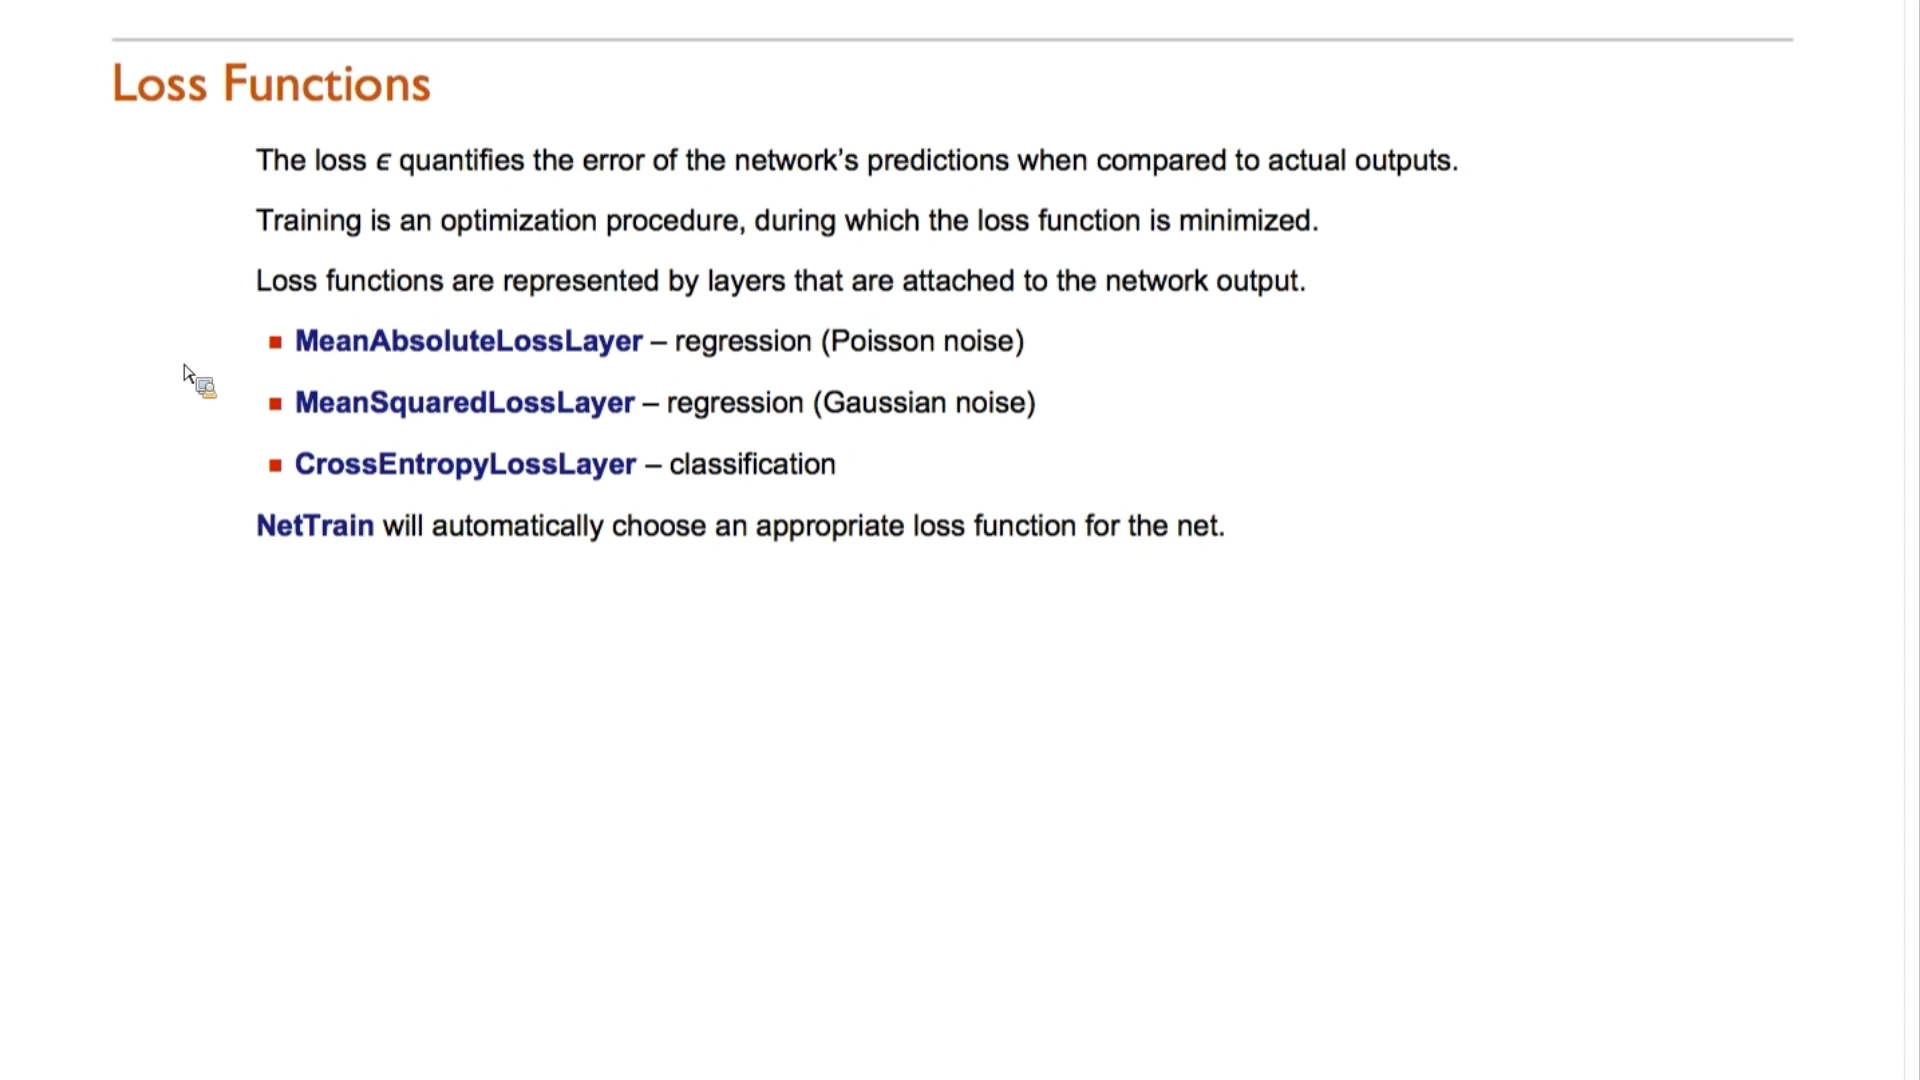 Loss Functions
The loss ϵ quantifies the error of the network’s predictions when compared to actual outputs.
Training is an optimization procedure, during which the loss function is minimized.
Loss functions are represented by layers that are attached to the network output.
▪ MeanAbsoluteLossLayer – regression (Poisson noise)
▪ MeanSquaredLossLayer – regression (Gaussian noise)
▪ CrossEntropyLossLayer – classification
NetTrain will automatically choose an appropriate loss function for the net.